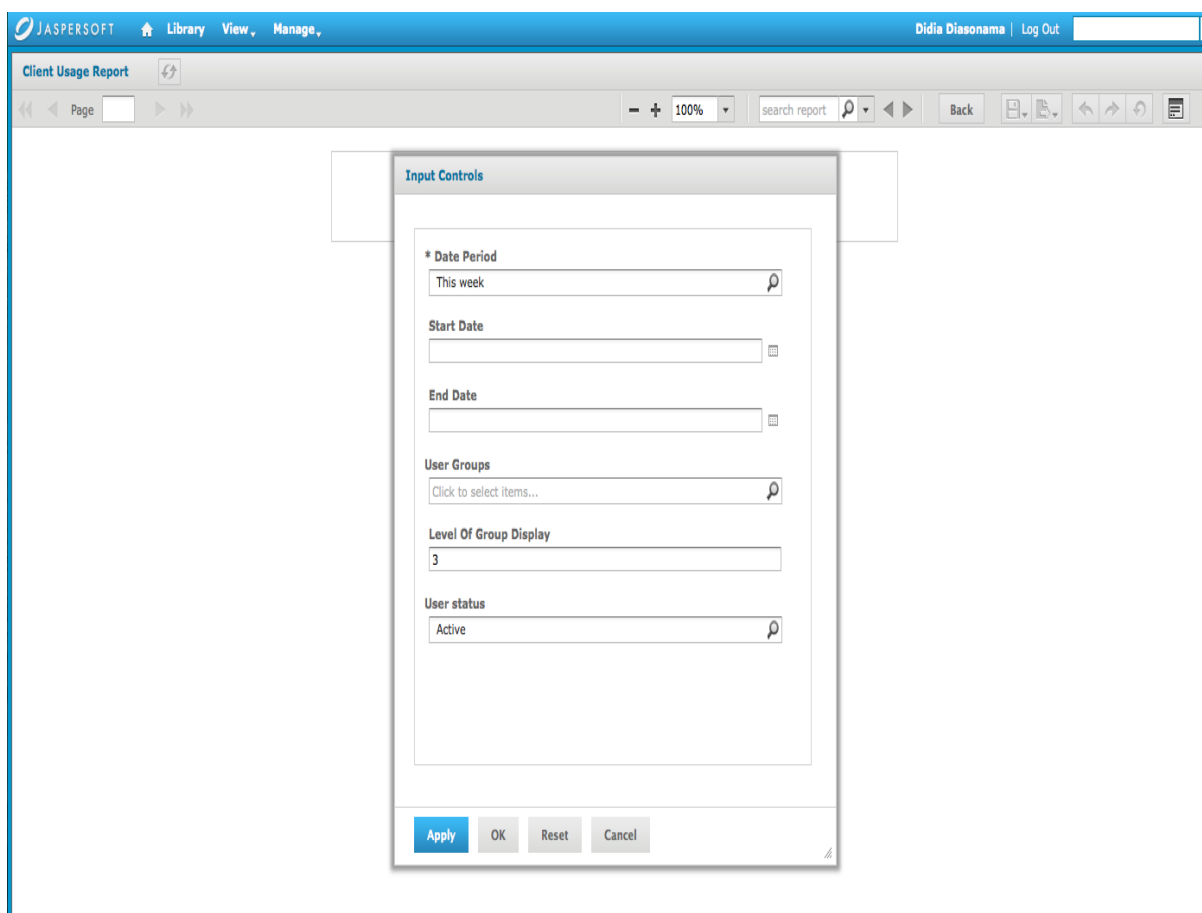 JASPERSOFT Library View Manage Didia Diasonama | Log Out
Client Usage Report
Page 100% search report Back
Input Controls
* Date Period
This week
Start Date
End Date
User Groups
Click to select items...
Level Of Group Display
3
User status
Active
Apply OK Reset Cancel